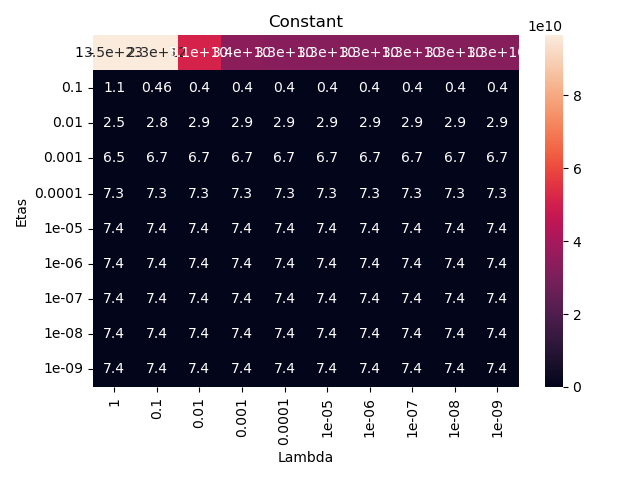 Constant
1e10
1
0.1 1.1 0.46 0.4 0.4 0.4 0.4 0.4 0.4 0.4 0.4
0.01 2.5 2.8 2.9 2.9 2.9 2.9 2.9 2.9 2.9 2.9
0.001 6.5 6.7 6.7 6.7 6.7 6.7 6.7 6.7 6.7 6.7
0.0001 7.3 7.3 7.3 7.3 7.3 7.3 7.3 7.3 7.3 7.3
1e-05 7.4 7.4 7.4 7.4 7.4 7.4 7.4 7.4 7.4 7.4
1e-06 7.4 7.4 7.4 7.4 7.4 7.4 7.4 7.4 7.4 7.4
1e-07 7.4 7.4 7.4 7.4 7.4 7.4 7.4 7.4 7.4 7.4
1e-08 7.4 7.4 7.4 7.4 7.4 7.4 7.4 7.4 7.4 7.4
1e-09 7.4 7.4 7.4 7.4 7.4 7.4 7.4 7.4 7.4 7.4
Etas
1 0.1 0.01 0.001 0.0001 1e-05 1e-06 1e-07 1e-08 1e-09
Lambda
8
6
4
2
0